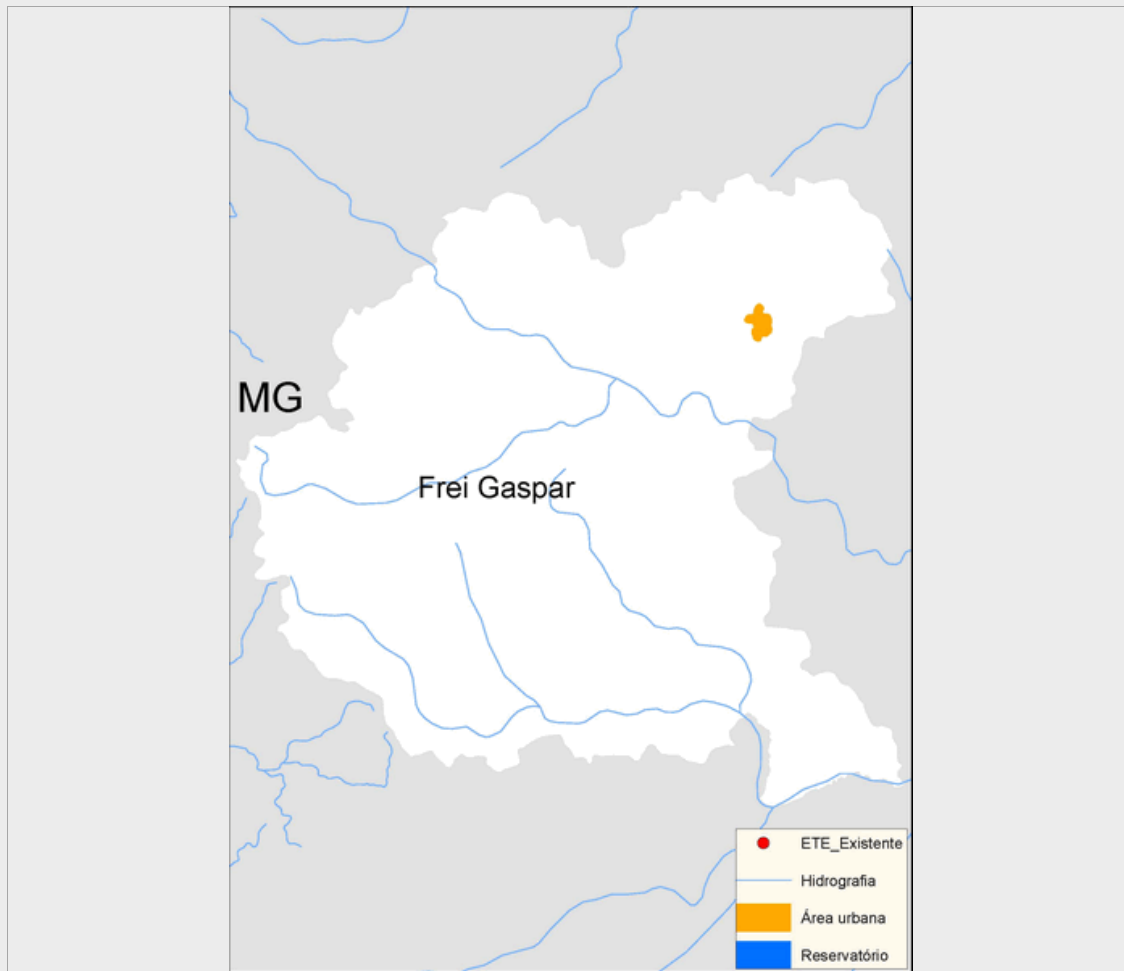 MG
Frei Gaspar
ETE_Existente
Hidrografia
Área urbana
Reservatório